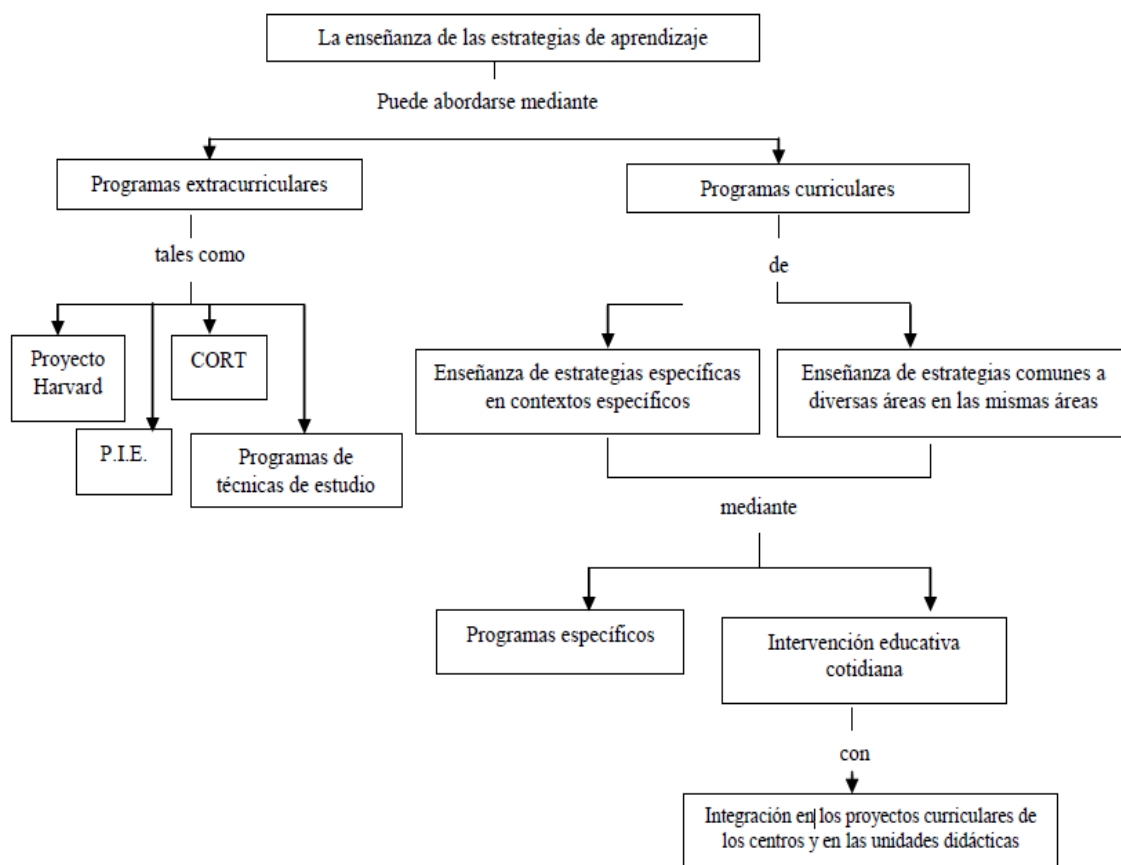 La enseñanza de las estrategias de aprendizaje
Puede abordarse mediante
Programas extracurriculares
Programas curriculares
tales como
de
Proyecto
Harvard
CORT
P.I.E.
Programas de
técnicas de estudio
Enseñanza de estrategias específicas
en contextos específicos
Enseñanza de estrategias comunes a
diversas áreas en las mismas áreas
mediante
Programas específicos
Intervención educativa
cotidiana
con
Integración en los proyectos curriculares de
los centros y en las unidades didácticas